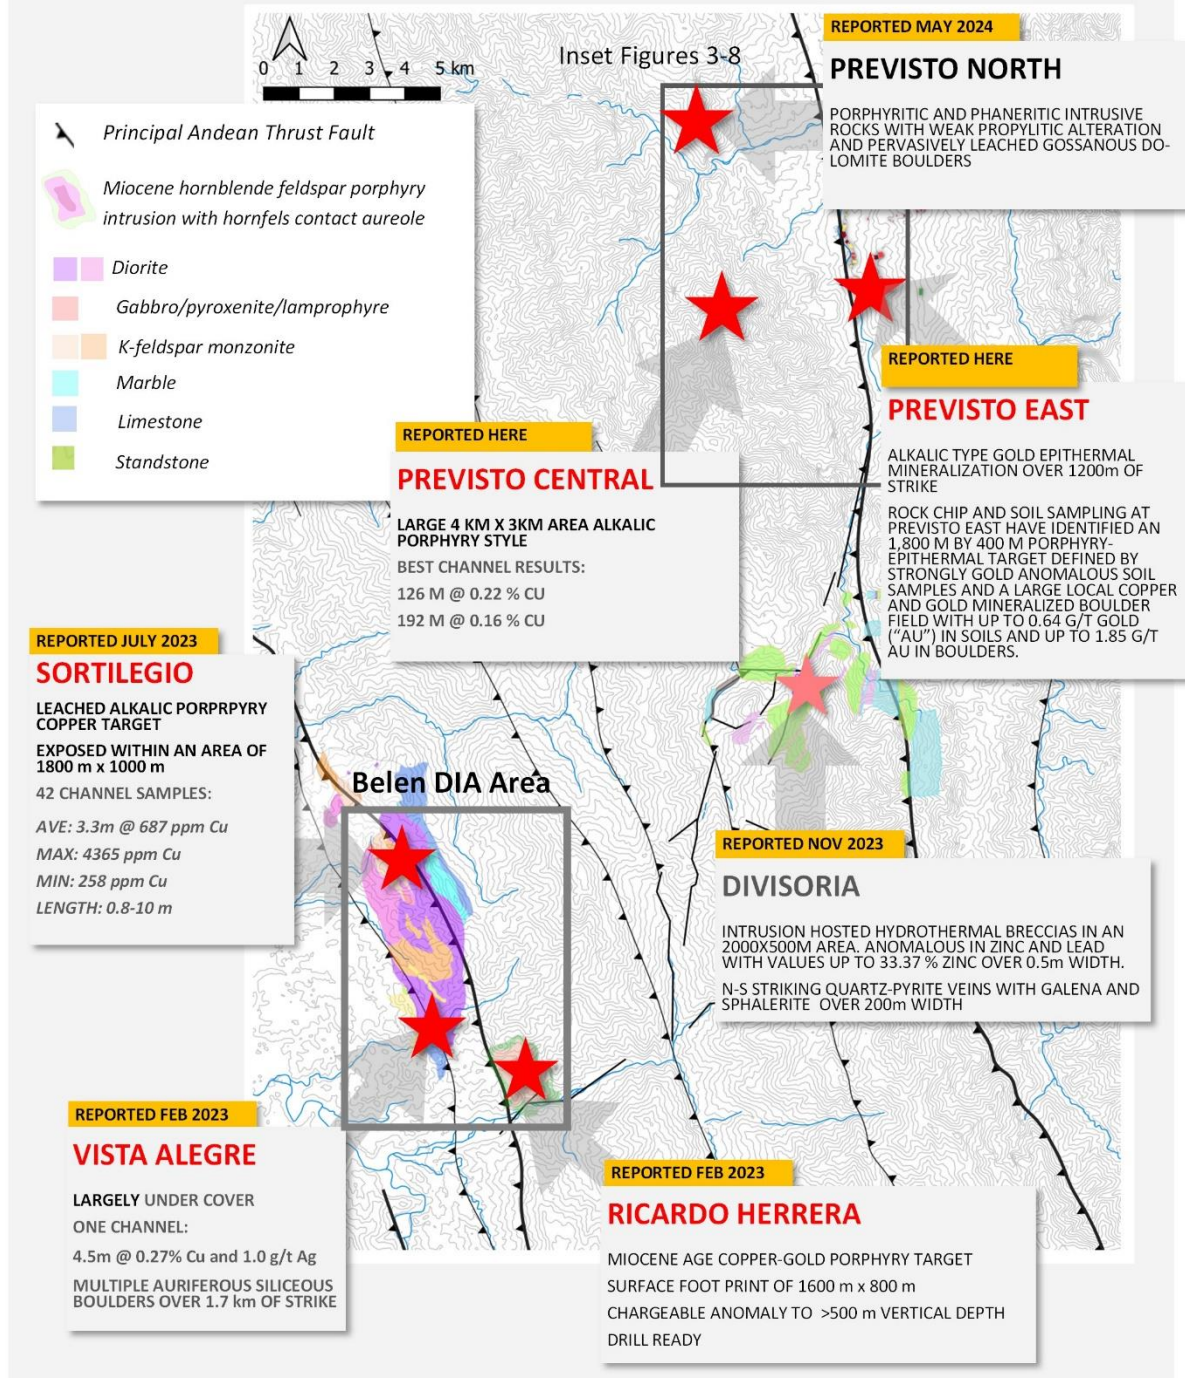 REPORTED MAY 2024
PREVISTO NORTH
PORPHYRITIC AND PHANERITIC INTRUSIVE
ROCKS WITH WEAK PROPYLITIC ALTERATION
AND PERVASIVELY LEACHED GOSSANOUS DO-
LOMITE BOULDERS
Inset Figures 3-8
0 1 2 3 4 5 km
Principal Andean Thrust Fault
Miocene hornblende feldspar porphyry
intrusion with hornfels contact aureole
Diorite
Gabbro/pyroxenite/lamprophyre
K-feldspar monzonite
Marble
Limestone
Standstone
REPORTED HERE
PREVISTO EAST
ALKALIC TYPE GOLD EPITHERMAL
MINERALIZATION OVER 1200m OF
STRIKE
ROCK CHIP AND SOIL SAMPLING AT
PREVISTO EAST HAVE IDENTIFIED AN
1,800 M BY 400 M PORPHYRY-
EPITHERMAL TARGET DEFINED BY
STRONGLY GOLD ANOMALOUS SOIL
SAMPLES AND A LARGE LOCAL COPPER
AND GOLD MINERALIZED BOULDER
FIELD WITH UP TO 0.64 G/T GOLD
("AU") IN SOILS AND UP TO 1.85 G/T
AU IN BOULDERS.
REPORTED HERE
PREVISTO CENTRAL
LARGE 4 KM X 3KM AREA ALKALIC
PORPHYRY STYLE
BEST CHANNEL RESULTS:
126 M @ 0.22 % CU
192 M @ 0.16 % CU
REPORTED JULY 2023
SORTILEGIO
LEACHED ALKALIC PORPRPYRY
COPPER TARGET
EXPOSED WITHIN AN AREA OF
1800 m x 1000 m
42 CHANNEL SAMPLES:
AVE: 3.3m @ 687 ppm Cu
MAX: 4365 ppm Cu
MIN: 258 ppm Cu
LENGTH: 0.8-10 m
Belen DIA Area
REPORTED NOV 2023
DIVISORIA
INTRUSION HOSTED HYDROTHERMAL BRECCIAS IN AN
2000X500M AREA. ANOMALOUS IN ZINC AND LEAD
WITH VALUES UP TO 33.37 % ZINC OVER 0.5m WIDTH.
N-S STRIKING QUARTZ-PYRITE VEINS WITH GALENA AND
SPHALERITE OVER 200m WIDTH
REPORTED FEB 2023
VISTA ALEGRE
LARGELY UNDER COVER
ONE CHANNEL:
4.5m @ 0.27% Cu and 1.0 g/t Ag
MULTIPLE AURIFEROUS SILICEOUS
BOULDERS OVER 1.7 km OF STRIKE
REPORTED FEB 2023
RICARDO HERRERA
MIOCENE AGE COPPER-GOLD PORPHYRY TARGET
SURFACE FOOT PRINT OF 1600 m x 800 m
CHARGEABLE ANOMALY TO >500 m VERTICAL DEPTH
DRILL READY